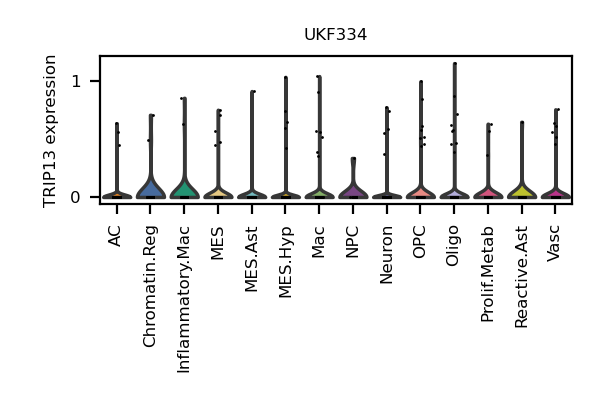 UKF334
TRIP13 expression
1
0
AC
Chromatin.Reg
Inflammatory.Mac
MES
MES.Ast
MES.Hyp
Mac
NPC
Neuron
OPC
Oligo
Prolif.Metab
Reactive.Ast
Vasc